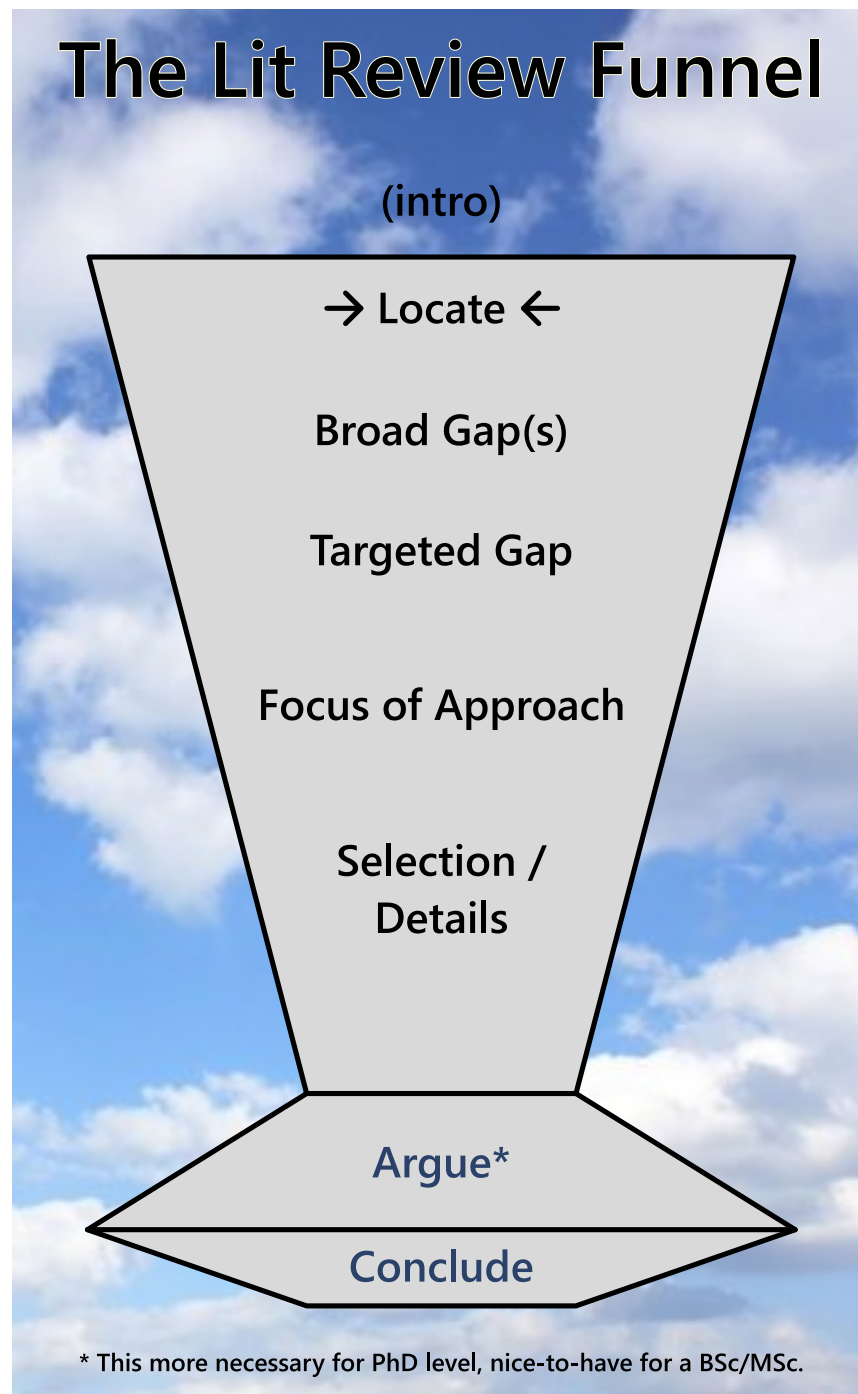 The Lit Review Funnel
(intro)
→ Locate ←
Broad Gap(s)
Targeted Gap
Focus of Approach
Selection /
Details
Argue*
Conclude
* This more necessary for PhD level, nice-to-have for a BSc/MSc.